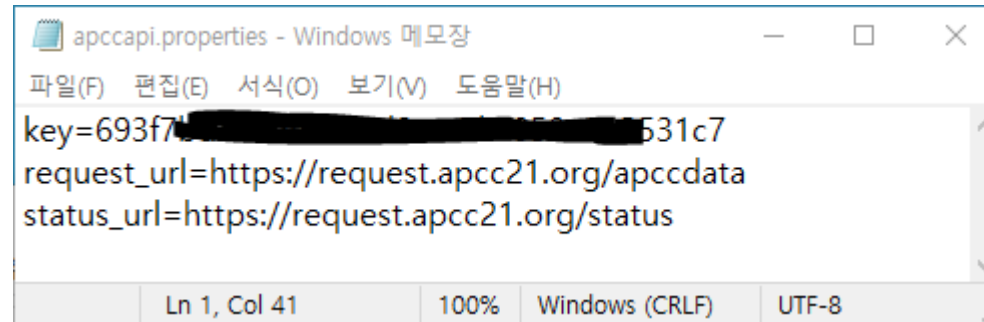 apccapi.properties - Windows 메모장
파일(F) 편집(E) 서식(O) 보기(V) 도움말(H)
key=693f7 531c7
request_url=https://request.apcc21.org/apccdata
status_url=https://request.apcc21.org/status
Ln 1, Col 41 100% Windows (CRLF) UTF-8